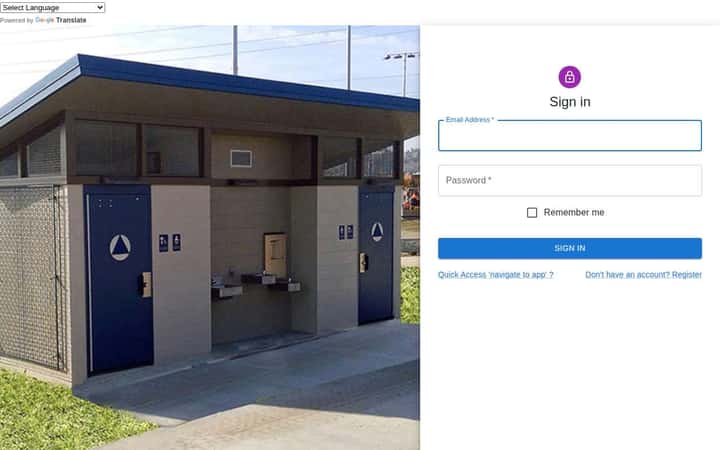 Select Language
Powered by Google Translate
Sign in
Email Address *
Password *
Remember me
SIGN IN
Quick Access 'navigate to app' ?
Don't have an account? Register